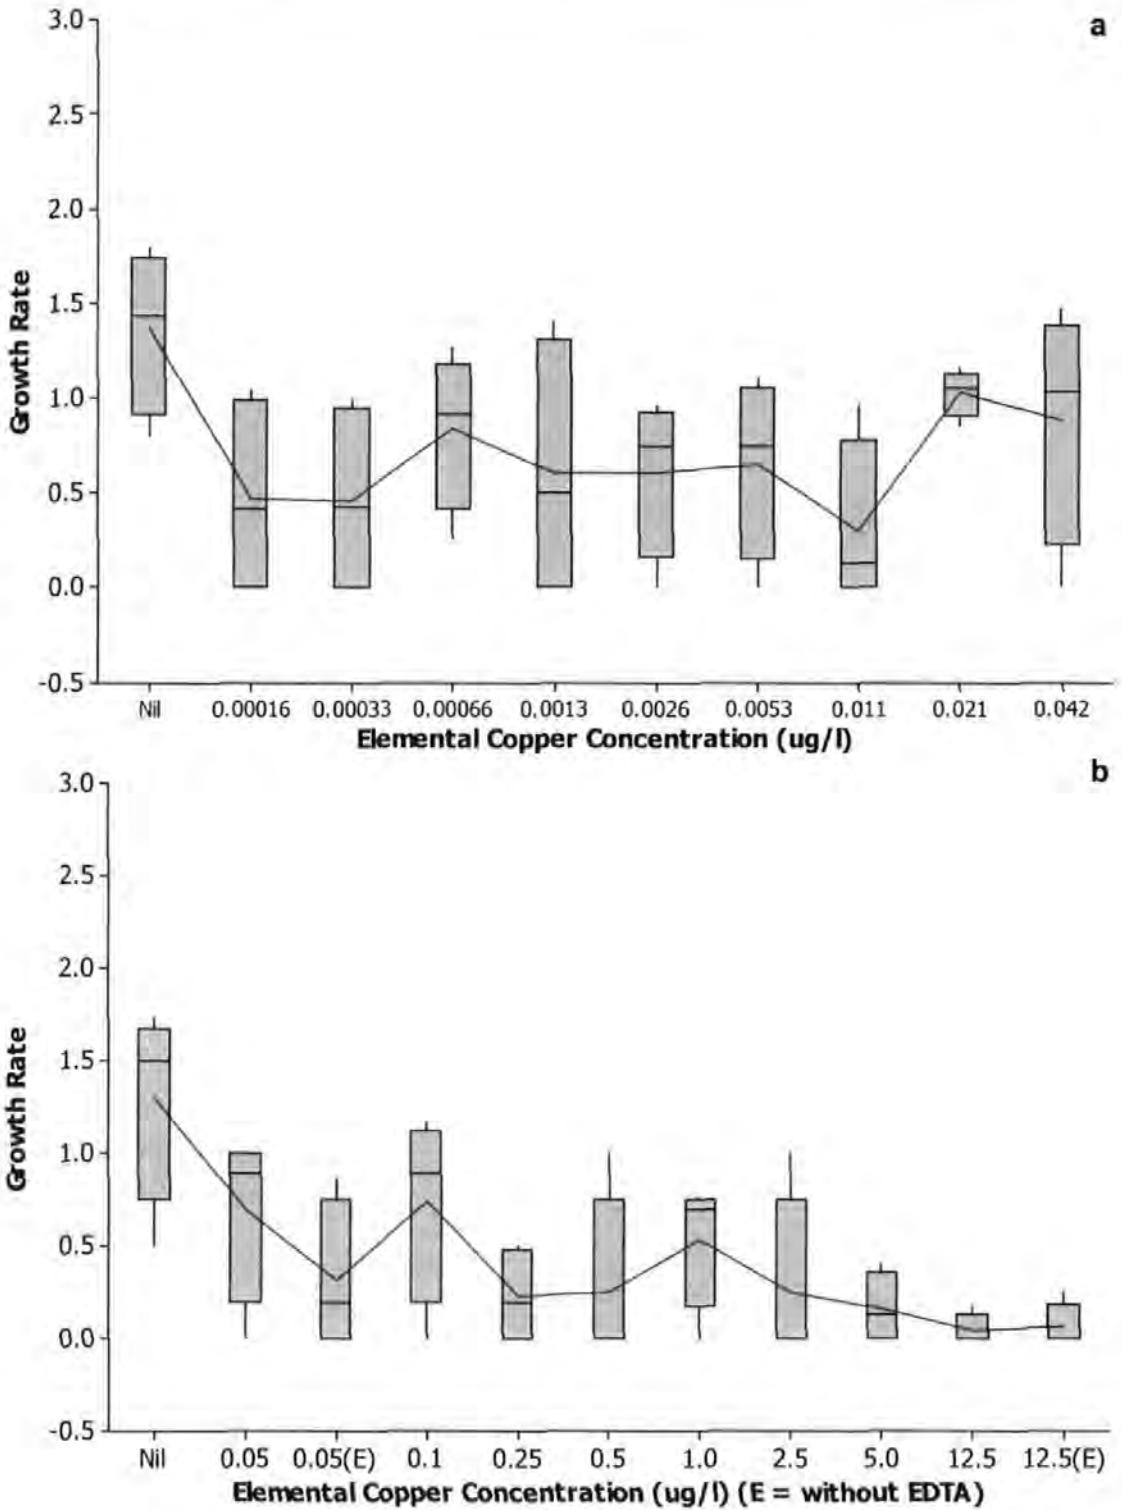 a
3.0
2.5
2.0
1.5
1.0
0.5
0.0
-0.5
Growth Rate
Nil 0.00016 0.00033 0.00066 0.0013 0.0026 0.0053 0.011 0.021 0.042
Elemental Copper Concentration (ug/l)
b
3.0
2.5
2.0
1.5
1.0
0.5
0.0
-0.5
Growth Rate
Nil 0.05 0.05(E) 0.1 0.25 0.5 1.0 2.5 5.0 12.5 12.5(E)
Elemental Copper Concentration (ug/l) (E = without EDTA)